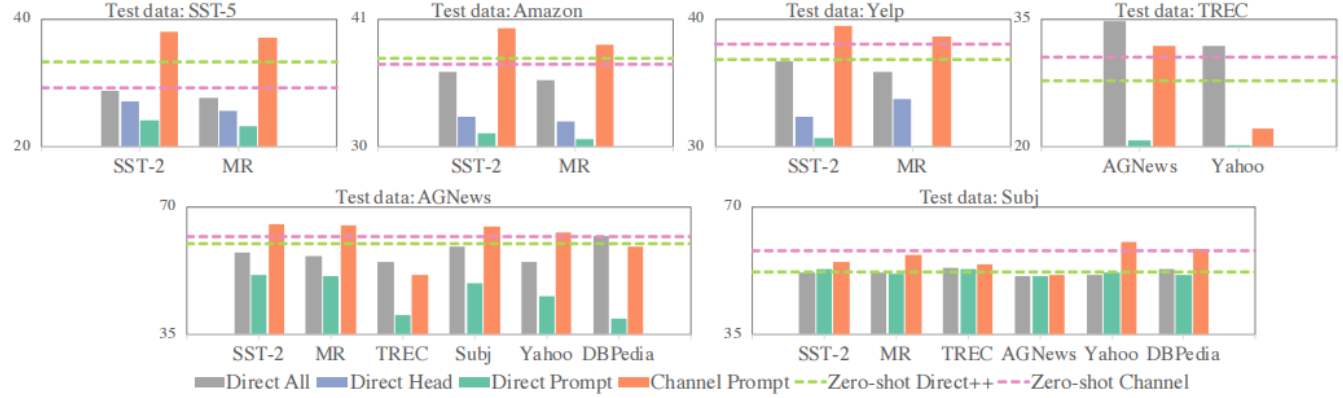 Test data: SST-5
40
20
SST-2 MR
Test data: Amazon
41
30
SST-2 MR
Test data: Yelp
40
30
SST-2 MR
Test data: TREC
35
20
AGNews Yahoo
Test data: AGNews
70
35
SST-2 MR TREC Subj Yahoo DBPedia
Test data: Subj
70
35
SST-2 MR TREC AGNews Yahoo DBPedia
Direct All Direct Head Direct Prompt Channel Prompt Zero-shot Direct++ Zero-shot Channel